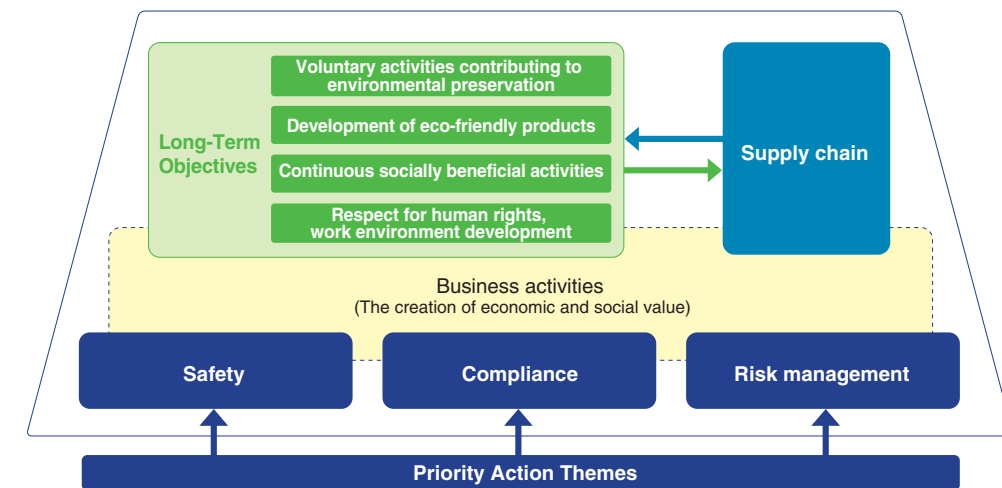 Long-Term
Objectives
Voluntary activities contributing to
environmental preservation
Development of eco-friendly products
Continuous socially beneficial activities
Respect for human rights,
work environment development
Supply chain
Business activities
(The creation of economic and social value)
Safety
Compliance
Risk management
Priority Action Themes